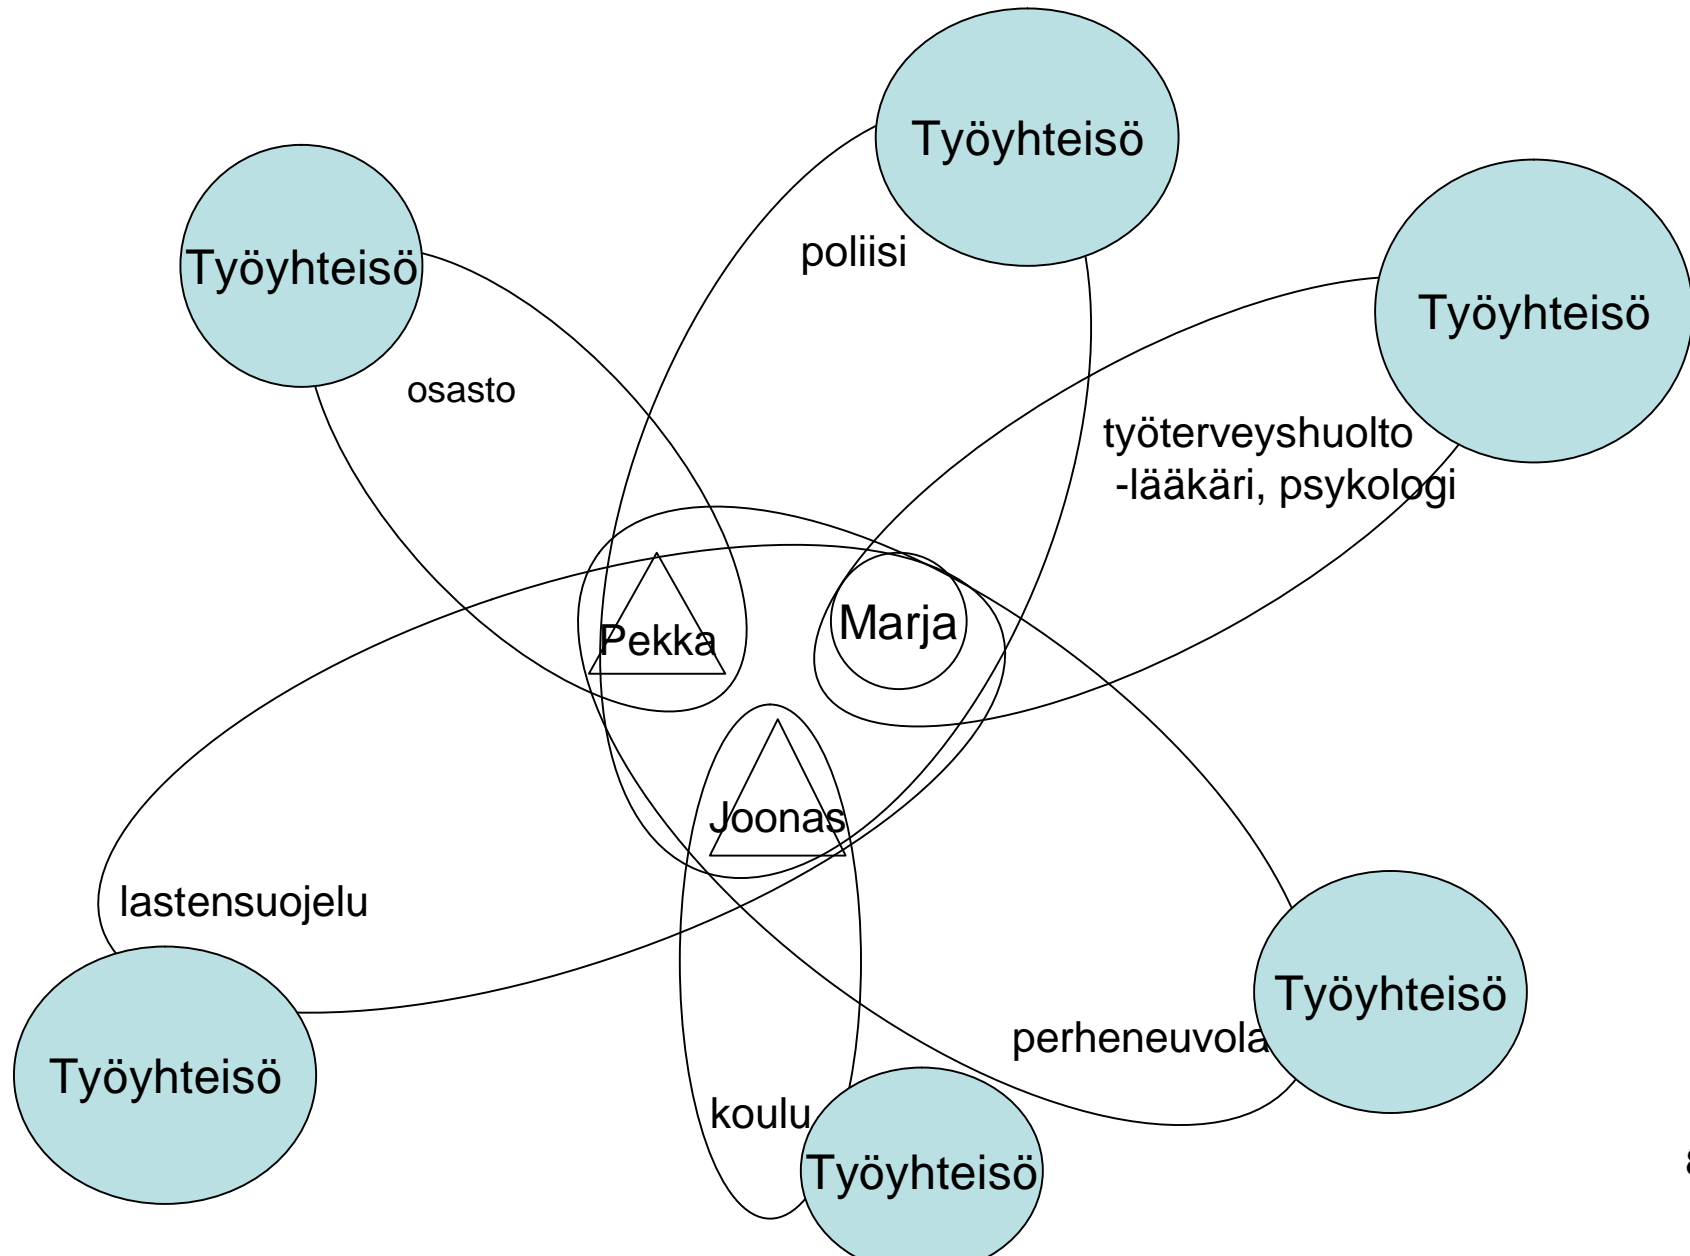 Työyhteisö
Työyhteisö
poliisi
Työyhteisö
osasto
työterveyshuolto
-lääkäri, psykologi
Pekka
Marja
Joonas
lastensuojelu
Työyhteisö
perheneuvola
Työyhteisö
koulu
Työyhteisö